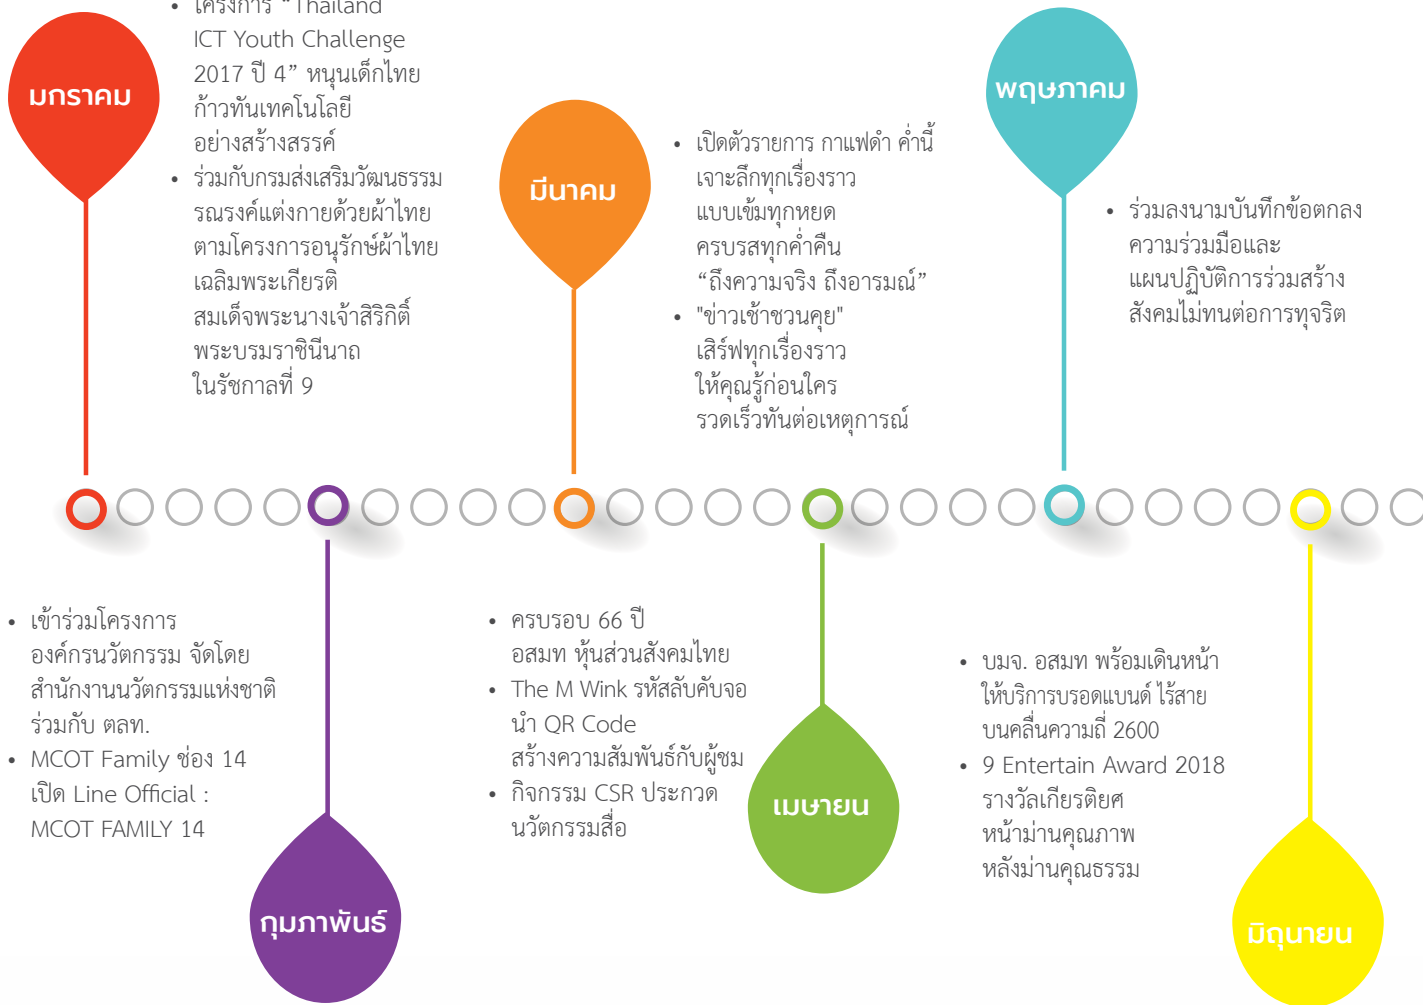 มกราคม
• โครงการ “Thailand
ICT Youth Challenge
2017 ปี 4” หนุนเด็กไทย
ก้าวทันเทคโนโลยี
อย่างสร้างสรรค์
• ร่วมกับกรมส่งเสริมวัฒนธรรม
รณรงค์แต่งกายด้วยผ้าไทย
ตามโครงการอนุรักษ์ผ้าไทย
เฉลิมพระเกียรติ
สมเด็จพระนางเจ้าสิริกิติ์
พระบรมราชินีนาถ
ในรัชกาลที่ 9
มีนาคม
• เปิดตัวรายการ กาแฟดำ ค่ำนี้
เจาะลึกทุกเรื่องราว
แบบเข้มทุกหยด
ครบรสทุกค่ำคืน
“ถึงความจริง ถึงอารมณ์”
• "ข่าวเช้าชวนคุย"
เสิร์ฟทุกเรื่องราว
ให้คุณรู้ก่อนใคร
รวดเร็วทันต่อเหตุการณ์
พฤษภาคม
• ร่วมลงนามบันทึกข้อตกลง
ความร่วมมือและ
แผนปฏิบัติการร่วมสร้าง
สังคมไม่ทนต่อการทุจริต
• เข้าร่วมโครงการ
องค์กรนวัตกรรม จัดโดย
สำนักงานนวัตกรรมแห่งชาติ
ร่วมกับ ตลท.
• MCOT Family ช่อง 14
เปิด Line Official :
MCOT FAMILY 14
กุมภาพันธ์
• ครบรอบ 66 ปี
อสมท หุ้นส่วนสังคมไทย
• The M Wink รหัสลับคับจอ
นำ QR Code
สร้างความสัมพันธ์กับผู้ชม
• กิจกรรม CSR ประกวด
นวัตกรรมสื่อ
เมษายน
• บมจ. อสมท พร้อมเดินหน้า
ให้บริการบรอดแบนด์ ไร้สาย
บนคลื่นความถี่ 2600
• 9 Entertain Award 2018
รางวัลเกียรติยศ
หน้าม่านคุณภาพ
หลังม่านคุณธรรม
มิถุนายน